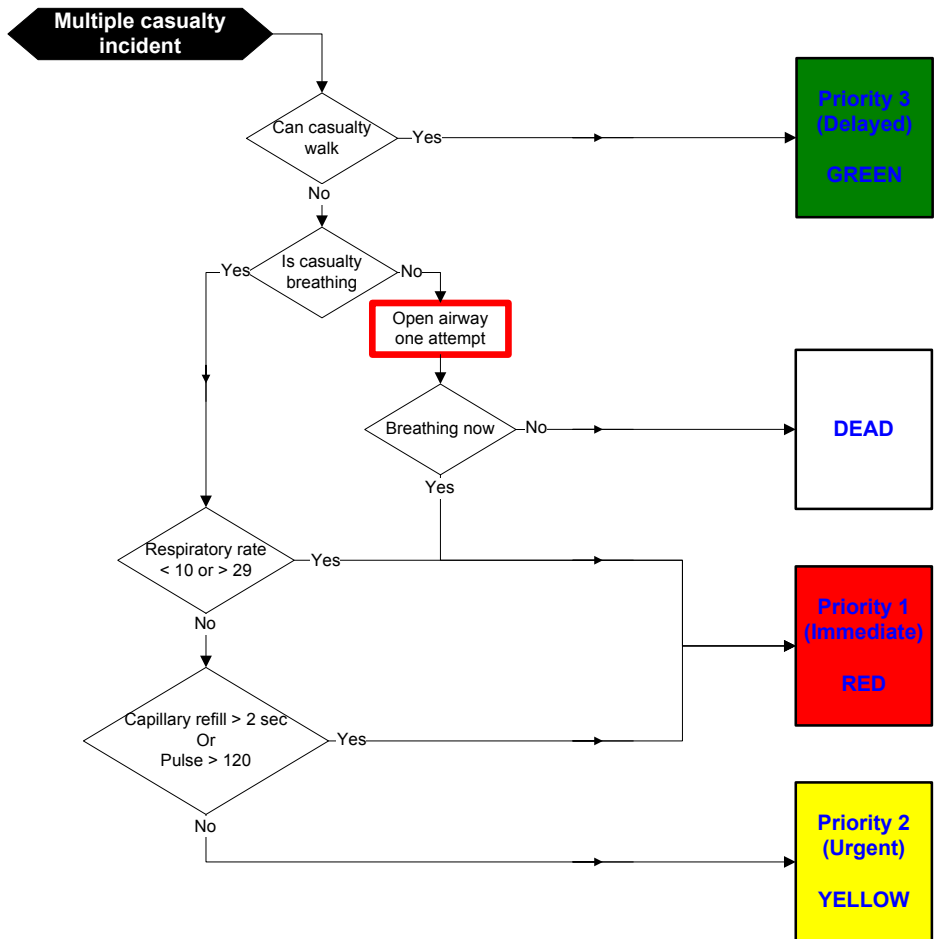 Multiple casualty
incident
Can casualty
walk
Yes
Priority 3
(Delayed)
GREEN
No
Is casualty
breathing
Yes
No
Open airway
one attempt
Breathing now
No
DEAD
Yes
Respiratory rate
< 10 or > 29
Yes
Priority 1
(Immediate)
RED
No
Capillary refill > 2 sec
Or
Pulse > 120
Yes
No
Priority 2
(Urgent)
YELLOW